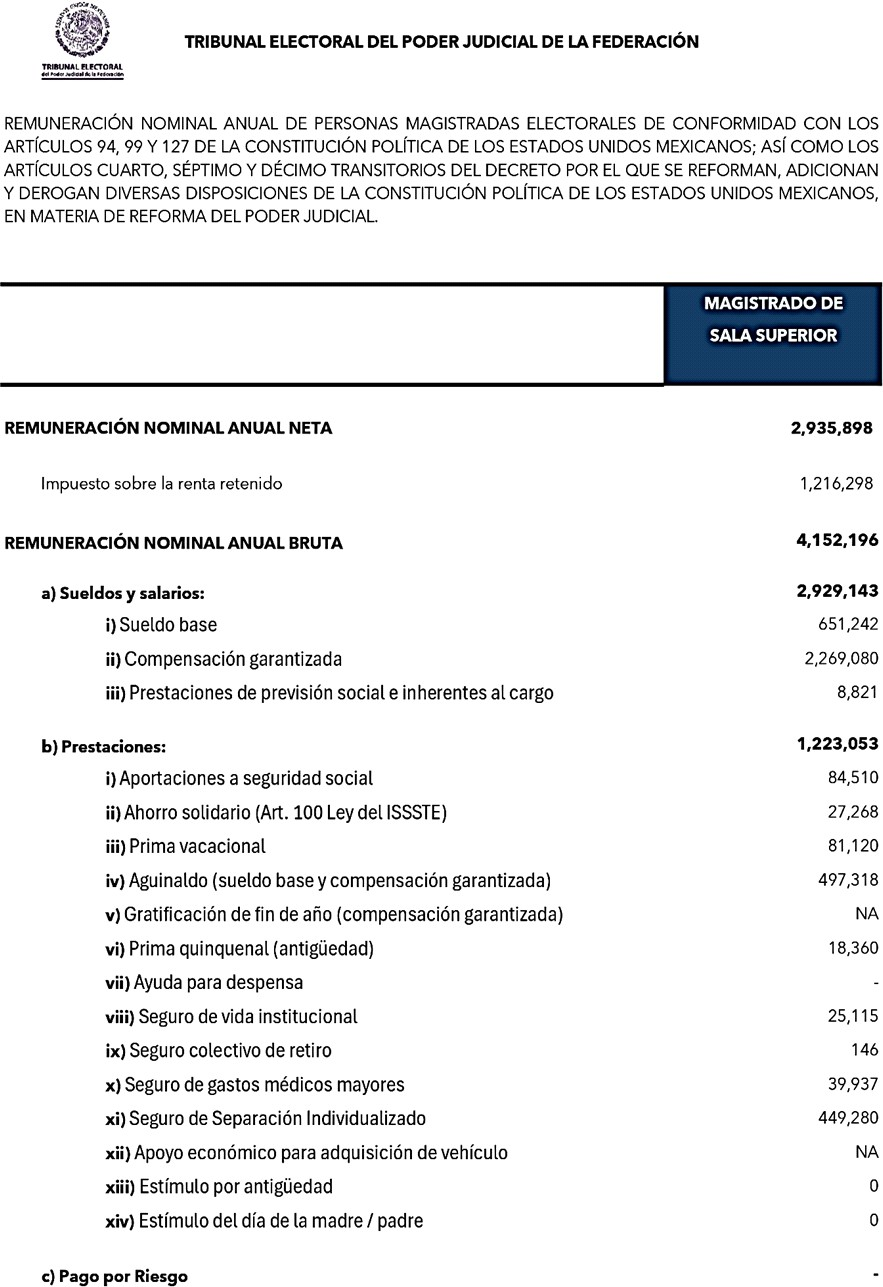 TRIBUNAL ELECTORAL
del Poder Judicial de la Federación
TRIBUNAL ELECTORAL DEL PODER JUDICIAL DE LA FEDERACIÓN
REMUNERACIÓN NOMINAL ANUAL DE PERSONAS MAGISTRADAS ELECTORALES DE CONFORMIDAD CON LOS
ARTÍCULOS 94, 99 Y 127 DE LA CONSTITUCIÓN POLÍTICA DE LOS ESTADOS UNIDOS MEXICANOS; ASÍ COMO LOS
ARTÍCULOS CUARTO, SÉPTIMO Y DÉCIMO TRANSITORIOS DEL DECRETO POR EL QUE SE REFORMAN, ADICIONAN
Y DEROGAN DIVERSAS DISPOSICIONES DE LA CONSTITUCIÓN POLÍTICA DE LOS ESTADOS UNIDOS MEXICANOS,
EN MATERIA DE REFORMA DEL PODER JUDICIAL.
MAGISTRADO DE
SALA SUPERIOR
REMUNERACIÓN NOMINAL ANUAL NETA 2,935,898
Impuesto sobre la renta retenido 1,216,298
REMUNERACIÓN NOMINAL ANUAL BRUTA 4,152,196
a) Sueldos y salarios: 2,929,143
i) Sueldo base 651,242
ii) Compensación garantizada 2,269,080
iii) Prestaciones de previsión social e inherentes al cargo 8,821
b) Prestaciones: 1,223,053
i) Aportaciones a seguridad social 84,510
ii) Ahorro solidario (Art. 100 Ley del ISSSTE) 27,268
iii) Prima vacacional 81,120
iv) Aguinaldo (sueldo base y compensación garantizada) 497,318
v) Gratificación de fin de año (compensación garantizada) NA
vi) Prima quinquenal (antigüedad) 18,360
vii) Ayuda para despensa -
viii) Seguro de vida institucional 25,115
ix) Seguro colectivo de retiro 146
x) Seguro de gastos médicos mayores 39,937
xi) Seguro de Separación Individualizado 449,280
xii) Apoyo económico para adquisición de vehículo NA
xiii) Estímulo por antigüedad 0
xiv) Estímulo del día de la madre / padre 0
c) Pago por Riesgo -